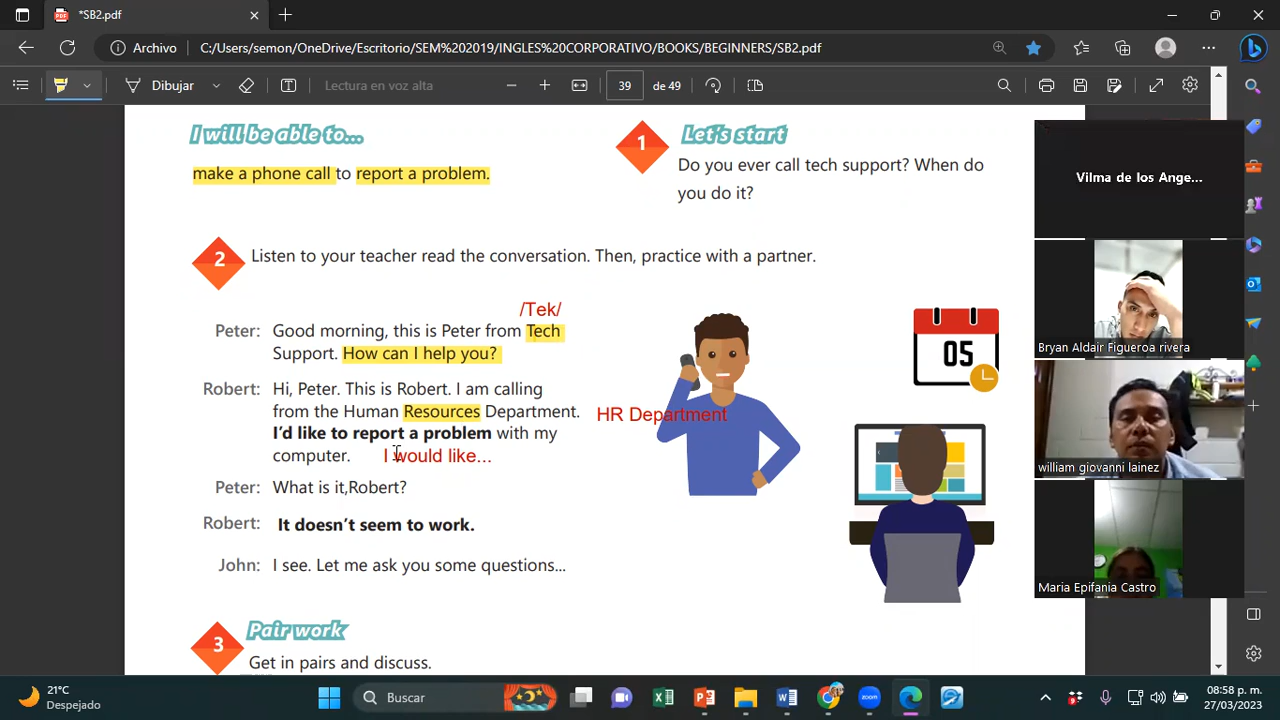 *SB2.pdf
Archivo
C:/Users/semon/OneDrive/Escritorio/SEM%202019/INGLES%20CORPORATIVO/BOOKS/BEGINNERS/SB2.pdf
Dibujar
Lectura en voz alta
39 de 49
I will be able to...
make a phone call to report a problem.
1 Let's start
Do you ever call tech support? When do
you do it?
2 Listen to your teacher read the conversation. Then, practice with a partner.
/Tek/
Peter: Good morning, this is Peter from Tech
Support. How can I help you?
Robert: Hi, Peter. This is Robert. I am calling
from the Human Resources Department.
HR Department
I'd like to report a problem with my
computer. I would like...
Peter: What is it,Robert?
Robert: It doesn't seem to work.
John: I see. Let me ask you some questions...
05
3 Pair work
Get in pairs and discuss.
Vilma de los Ange...
Bryan Aldair Figueroa rivera
william giovanni lainez
Maria Epifania Castro
21°C
Despejado
Buscar
08:58 p. m.
27/03/2023